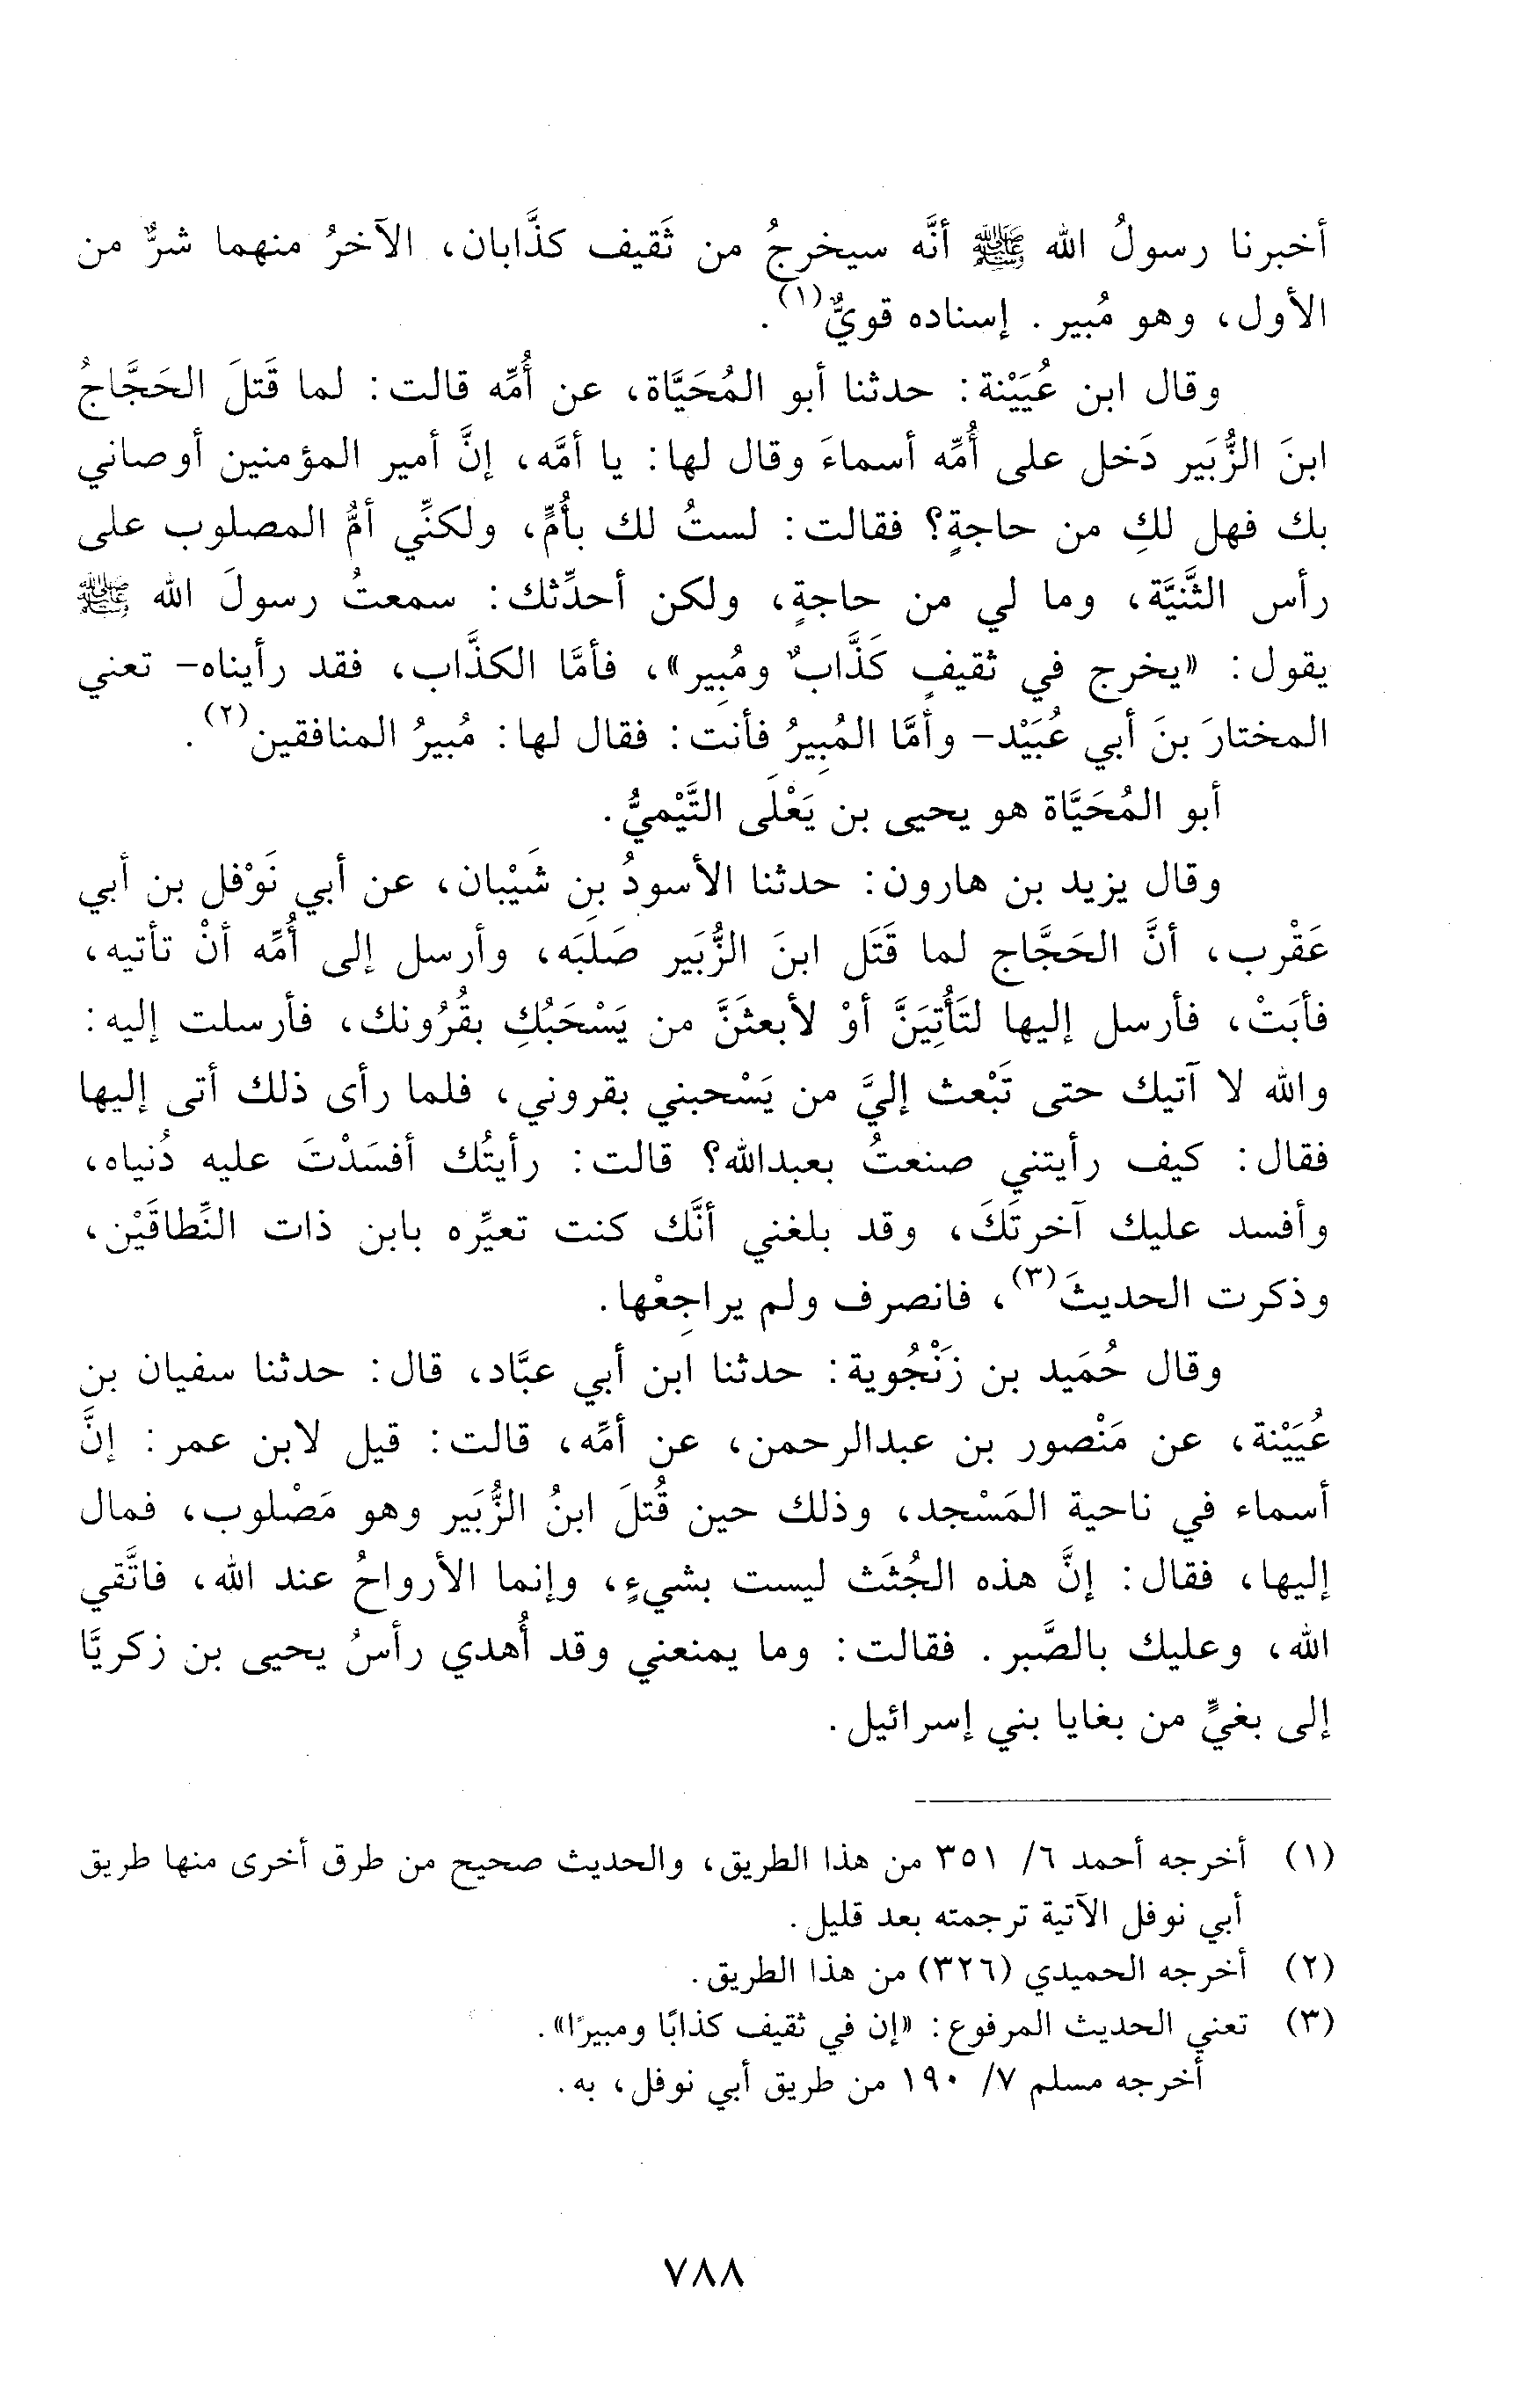 أخبرنا رسولُ الله ﷺ أنَّه سيخرجُ من ثَقيف كذَّابان، الآخرُ منهما شرٌّ من
الأول، وهو مُبير. إسناده قويٌّ(١).
وقال ابن عُيَيْنة: حدثنا أبو المُحَيَّاة، عن أُمِّه قالت: لما قَتلَ الحَجَّاجُ
ابنَ الزُّبَير دَخل على أُمِّه أسماءَ وقال لها: يا أمَّه، إنَّ أمير المؤمنين أوصاني
بك فهل لكِ من حاجةٍ؟ فقالت: لستُ لك بأُمٍّ، ولكنِّي أمُّ المصلوب على
رأس الثَّنيَّة، وما لي من حاجةٍ، ولكن أحدِّثك: سمعتُ رسولَ الله ﷺ
يقول: «يخرج في ثقيفٍ كَذَّابٌ ومُبِير»، فأمَّا الكذَّاب، فقد رأيناه- تعني
المختارَ بنَ أبي عُبَيْد- وأمَّا المُبِيرُ فأنت: فقال لها: مُبيرُ المنافقين(٢).
أبو المُحَيَّاة هو يحيى بن يَعْلَى التَّيْميُّ.
وقال يزيد بن هارون: حدثنا الأسودُ بن شَيْبان، عن أبي نَوْفل بن أبي
عَقْرب، أنَّ الحَجَّاج لما قَتَل ابنَ الزُّبَير صَلَبَه، وأرسل إلى أُمِّه أنْ تأتيه،
فأبَتْ، فأرسل إليها لتَأْتِيَنَّ أوْ لأبعثَنَّ من يَسْحَبُكِ بقُرُونك، فأرسلت إليه:
والله لا آتيك حتى تَبْعث إليَّ من يَسْحبني بقروني، فلما رأى ذلك أتى إليها
فقال: كيف رأيتني صنعتُ بعبدالله؟ قالت: رأيتُك أفسَدْتَ عليه دُنياه،
وأفسد عليك آخرتَكَ، وقد بلغني أنَّك كنت تعيِّره بابن ذات النِّطاقَيْن،
وذكرت الحديثَ(٣)، فانصرف ولم يراجِعْها.
وقال حُمَيد بن زَنْجُوية: حدثنا ابن أبي عبَّاد، قال: حدثنا سفيان بن
عُيَيْنة، عن مَنْصور بن عبدالرحمن، عن أمِّه، قالت: قيل لابن عمر: إنَّ
أسماء في ناحية المَسْجد، وذلك حين قُتلَ ابنُ الزُّبَير وهو مَصْلوب، فمال
إليها، فقال: إنَّ هذه الجُثَث ليست بشيءٍ، وإنما الأرواحُ عند الله، فاتَّقي
الله، وعليك بالصَّبر. فقالت: وما يمنعني وقد أُهدي رأسُ يحيى بن زكريَّا
إلى بغيٍّ من بغايا بني إسرائيل.
(١) أخرجه أحمد ٦/ ٣٥١ من هذا الطريق، والحديث صحيح من طرق أخرى منها طريق
أبي نوفل الآتية ترجمته بعد قليل.
(٢) أخرجه الحميدي (٣٢٦) من هذا الطريق.
(٣) تعني الحديث المرفوع: «إن في ثقيف كذابًا ومبيرًا».
أخرجه مسلم ٧/ ١٩٠ من طريق أبي نوفل، به.
٧٨٨